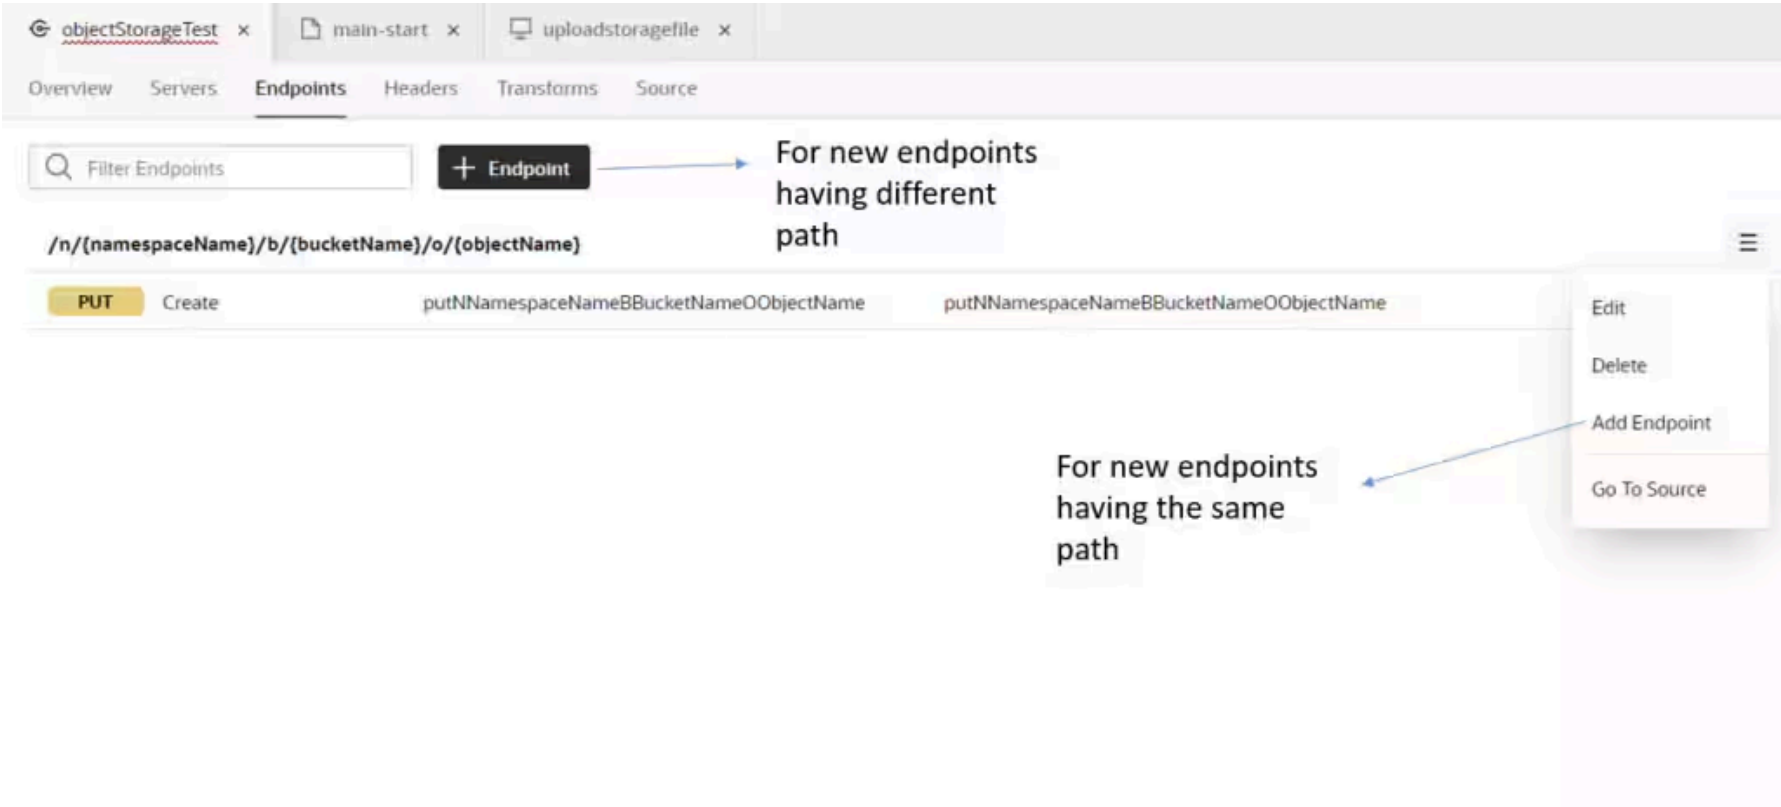 objectStorageTest × main-start × uploadstoragefile ×
Overview Servers Endpoints Headers Transforms Source
Filter Endpoints + Endpoint
For new endpoints
having different
path
/n/{namespaceName}/b/{bucketName}/o/{objectName}
PUT Create putNNamespaceNameBBucketNameOObjectName putNNamespaceNameBBucketNameOObjectName
Edit
Delete
Add Endpoint
Go To Source
For new endpoints
having the same
path